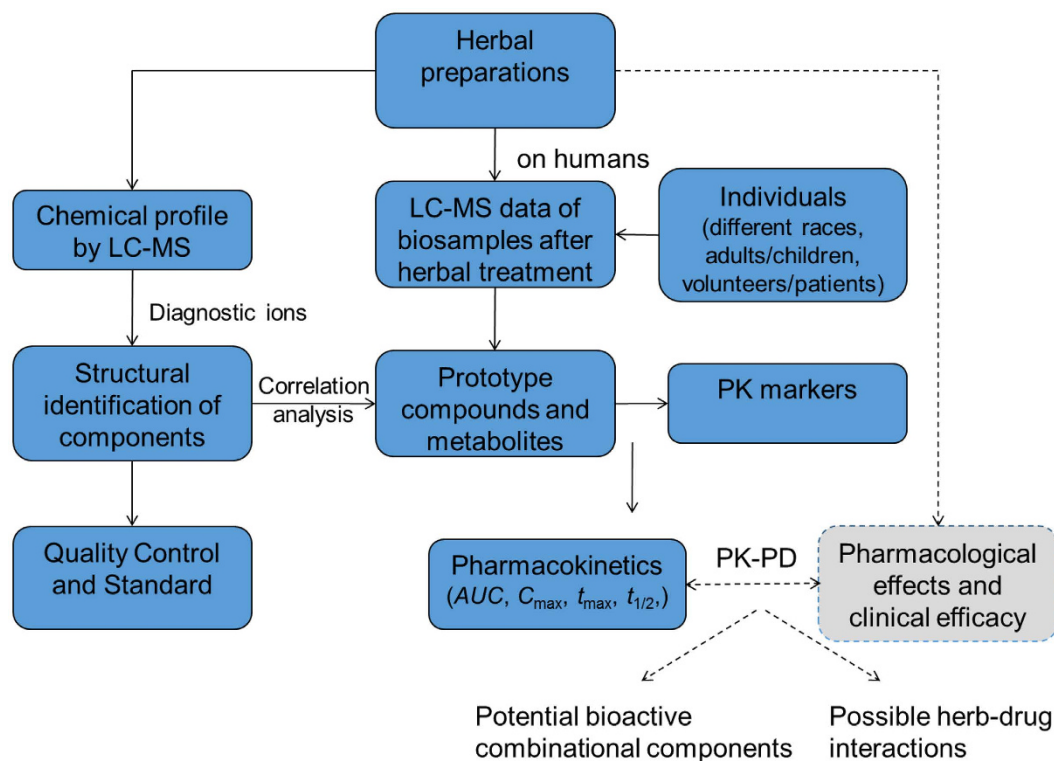 Herbal
preparations
on humans
Chemical profile
by LC-MS
LC-MS data of
biosamples after
herbal treatment
Individuals
(different races,
adults/children,
volunteers/patients)
Diagnostic ions
Structural
identification of
components
Correlation
analysis
Prototype
compounds and
metabolites
PK markers
Quality Control
and Standard
Pharmacokinetics
(AUC, Cmax, tmax, t1/2,)
PK-PD
Pharmacological
effects and
clinical efficacy
Potential bioactive
combinational components
Possible herb-drug
interactions